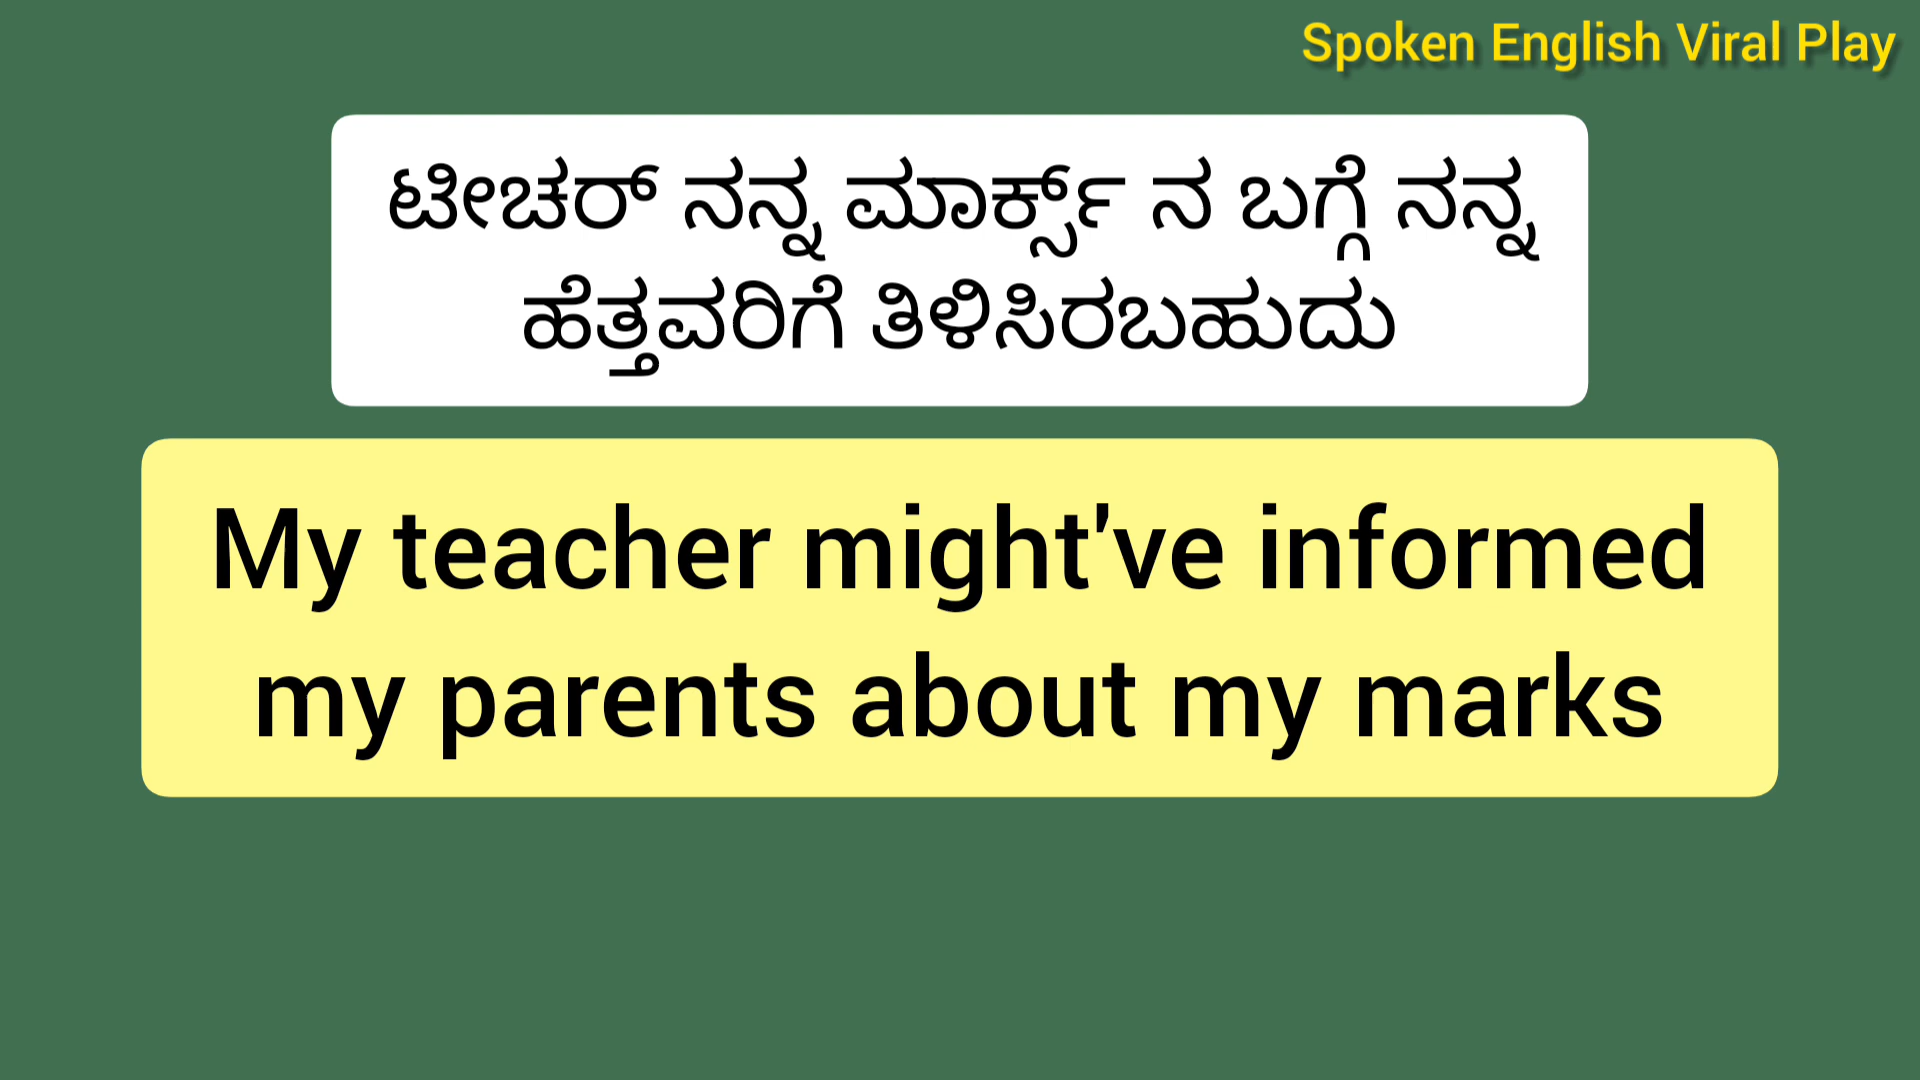 Spoken English Viral Play
ಟೀಚರ್ ನನ್ನ ಮಾರ್ಕ್ಸ್ ನ ಬಗ್ಗೆ ನನ್ನ
ಹೆತ್ತವರಿಗೆ ತಿಳಿಸಿರಬಹುದು
My teacher might've informed
my parents about my marks